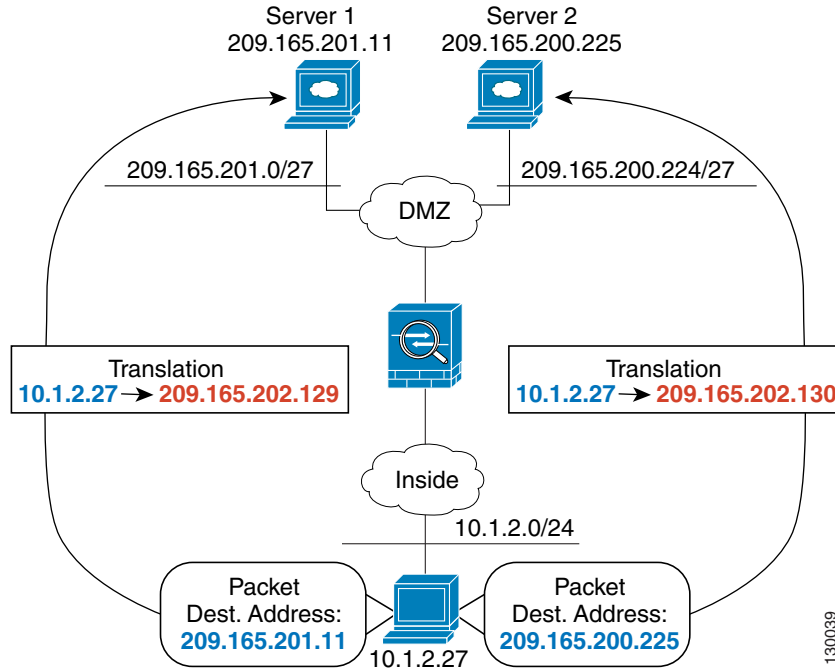 Server 1
209.165.201.11
Server 2
209.165.200.225
209.165.201.0/27
209.165.200.224/27
DMZ
Translation
10.1.2.27 → 209.165.202.129
Translation
10.1.2.27 → 209.165.202.130
Inside
10.1.2.0/24
Packet
Dest. Address:
209.165.201.11
Packet
Dest. Address:
209.165.200.225
10.1.2.27
130039